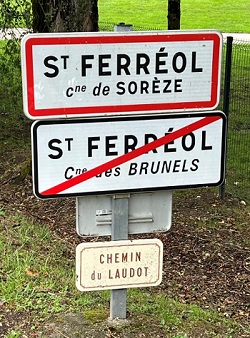 ST FERRÉOL
Cne de SORÈZE
ST FERRÉOL
Cne des BRUNELS
CHEMIN
du LAUDOT